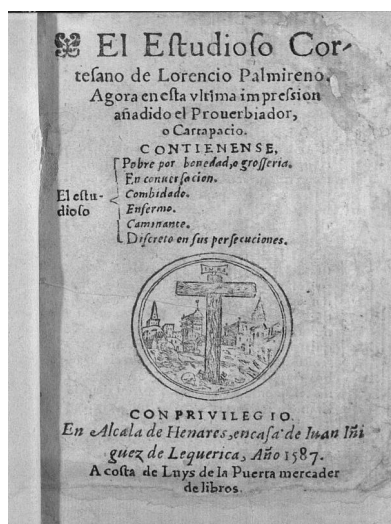 El Eſtudioſo Cor-
teſano de Lorencio Palmireno.
Agora en eſta vltima impreſsion
añadido el Prouerbiador,
o Cartapacio.
CONTIENENSE,
El eſtu-
dioſo
Pobre por bondad, o groſſeria.
En conuerſacion.
Combidado.
Enfermo.
Caminante.
Diſcreto en ſus perſecuciones.
CON PRIVILEGIO.
En Alcala de Henares, en caſa de Iuan Iñi
guez de Lequerica, Año 1587.
A coſta de Luys de la Puerta mercader
de libros.